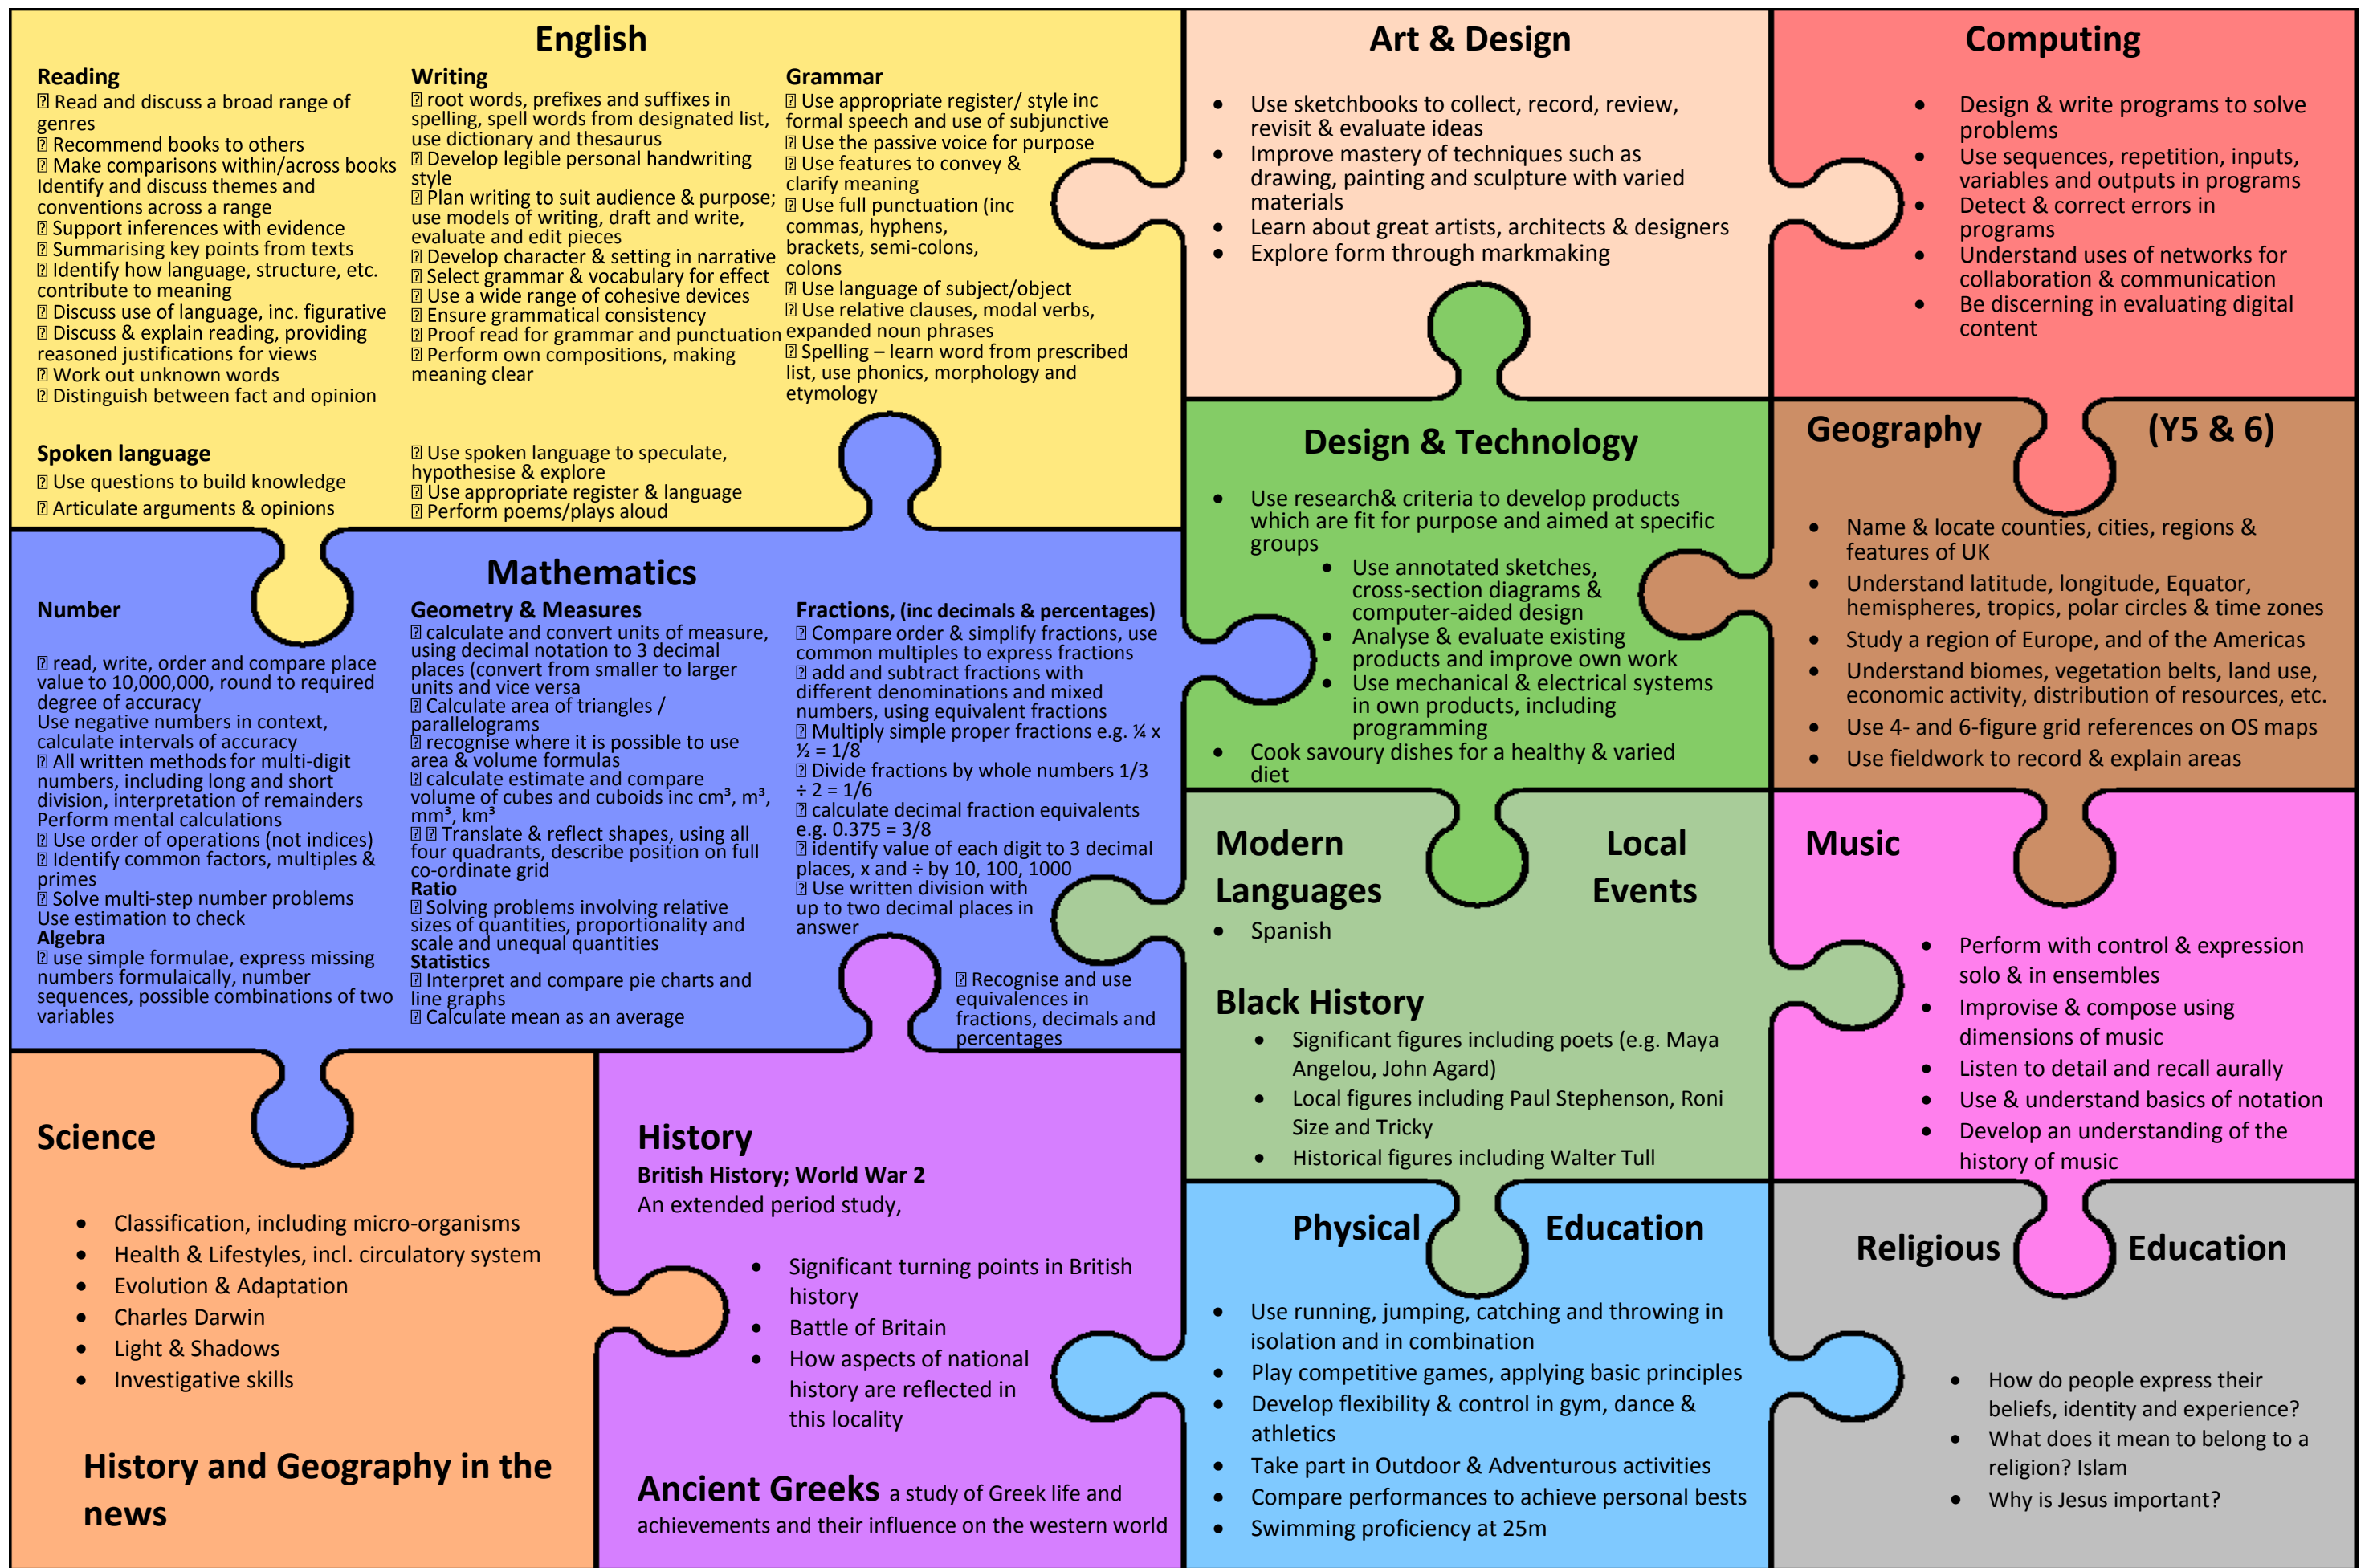 English
Reading
⍰ Read and discuss a broad range of
genres
⍰ Recommend books to others
⍰ Make comparisons within/across books
Identify and discuss themes and
conventions across a range
⍰ Support inferences with evidence
⍰ Summarising key points from texts
⍰ Identify how language, structure, etc.
contribute to meaning
⍰ Discuss use of language, inc. figurative
⍰ Discuss & explain reading, providing
reasoned justifications for views
⍰ Work out unknown words
⍰ Distinguish between fact and opinion
Writing
⍰ root words, prefixes and suffixes in
spelling, spell words from designated list,
use dictionary and thesaurus
⍰ Develop legible personal handwriting
style
⍰ Plan writing to suit audience & purpose;
use models of writing, draft and write,
evaluate and edit pieces
⍰ Develop character & setting in narrative
⍰ Select grammar & vocabulary for effect
⍰ Use a wide range of cohesive devices
⍰ Ensure grammatical consistency
⍰ Proof read for grammar and punctuation
⍰ Perform own compositions, making
meaning clear
Grammar
⍰ Use appropriate register/ style inc
formal speech and use of subjunctive
⍰ Use the passive voice for purpose
⍰ Use features to convey &
clarify meaning
⍰ Use full punctuation (inc
commas, hyphens,
brackets, semi-colons,
colons
⍰ Use language of subject/object
⍰ Use relative clauses, modal verbs,
expanded noun phrases
⍰ Spelling – learn word from prescribed
list, use phonics, morphology and
etymology
Spoken language
⍰ Use questions to build knowledge
⍰ Articulate arguments & opinions
⍰ Use spoken language to speculate,
hypothesise & explore
⍰ Use appropriate register & language
⍰ Perform poems/plays aloud
Art & Design
• Use sketchbooks to collect, record, review,
revisit & evaluate ideas
• Improve mastery of techniques such as
drawing, painting and sculpture with varied
materials
• Learn about great artists, architects & designers
• Explore form through markmaking
Computing
• Design & write programs to solve
problems
• Use sequences, repetition, inputs,
variables and outputs in programs
• Detect & correct errors in
programs
• Understand uses of networks for
collaboration & communication
• Be discerning in evaluating digital
content
Design & Technology
• Use research& criteria to develop products
which are fit for purpose and aimed at specific
groups
• Use annotated sketches,
cross-section diagrams &
computer-aided design
• Analyse & evaluate existing
products and improve own work
• Use mechanical & electrical systems
in own products, including
programming
• Cook savoury dishes for a healthy & varied
diet
Geography (Y5 & 6)
• Name & locate counties, cities, regions &
features of UK
• Understand latitude, longitude, Equator,
hemispheres, tropics, polar circles & time zones
• Study a region of Europe, and of the Americas
• Understand biomes, vegetation belts, land use,
economic activity, distribution of resources, etc.
• Use 4- and 6-figure grid references on OS maps
• Use fieldwork to record & explain areas
Mathematics
Number
⍰ read, write, order and compare place
value to 10,000,000, round to required
degree of accuracy
Use negative numbers in context,
calculate intervals of accuracy
⍰ All written methods for multi-digit
numbers, including long and short
division, interpretation of remainders
Perform mental calculations
⍰ Use order of operations (not indices)
⍰ Identify common factors, multiples &
primes
⍰ Solve multi-step number problems
Use estimation to check
Algebra
⍰ use simple formulae, express missing
numbers formulaically, number
sequences, possible combinations of two
variables
Geometry & Measures
⍰ calculate and convert units of measure,
using decimal notation to 3 decimal
places (convert from smaller to larger
units and vice versa
⍰ Calculate area of triangles /
parallelograms
⍰ recognise where it is possible to use
area & volume formulas
⍰ calculate estimate and compare
volume of cubes and cuboids inc cm³, m³,
mm³, km³
⍰ ⍰ Translate & reflect shapes, using all
four quadrants, describe position on full
co-ordinate grid
Ratio
⍰ Solving problems involving relative
sizes of quantities, proportionality and
scale and unequal quantities
Statistics
⍰ Interpret and compare pie charts and
line graphs
⍰ Calculate mean as an average
Fractions, (inc decimals & percentages)
⍰ Compare order & simplify fractions, use
common multiples to express fractions
⍰ add and subtract fractions with
different denominations and mixed
numbers, using equivalent fractions
⍰ Multiply simple proper fractions e.g. ¼ x
½ = 1/8
⍰ Divide fractions by whole numbers 1/3
÷ 2 = 1/6
⍰ calculate decimal fraction equivalents
e.g. 0.375 = 3/8
⍰ identify value of each digit to 3 decimal
places, x and ÷ by 10, 100, 1000
⍰ Use written division with
up to two decimal places in
answer
⍰ Recognise and use
equivalences in
fractions, decimals and
percentages
Modern
Languages
• Spanish
Local
Events
Black History
• Significant figures including poets (e.g. Maya
Angelou, John Agard)
• Local figures including Paul Stephenson, Roni
Size and Tricky
• Historical figures including Walter Tull
Music
• Perform with control & expression
solo & in ensembles
• Improvise & compose using
dimensions of music
• Listen to detail and recall aurally
• Use & understand basics of notation
• Develop an understanding of the
history of music
Science
• Classification, including micro-organisms
• Health & Lifestyles, incl. circulatory system
• Evolution & Adaptation
• Charles Darwin
• Light & Shadows
• Investigative skills
History and Geography in the
news
History
British History; World War 2
An extended period study,
• Significant turning points in British
history
• Battle of Britain
• How aspects of national
history are reflected in
this locality
Ancient Greeks a study of Greek life and
achievements and their influence on the western world
Physical Education
• Use running, jumping, catching and throwing in
isolation and in combination
• Play competitive games, applying basic principles
• Develop flexibility & control in gym, dance &
athletics
• Take part in Outdoor & Adventurous activities
• Compare performances to achieve personal bests
• Swimming proficiency at 25m
Religious Education
• How do people express their
beliefs, identity and experience?
• What does it mean to belong to a
religion? Islam
• Why is Jesus important?